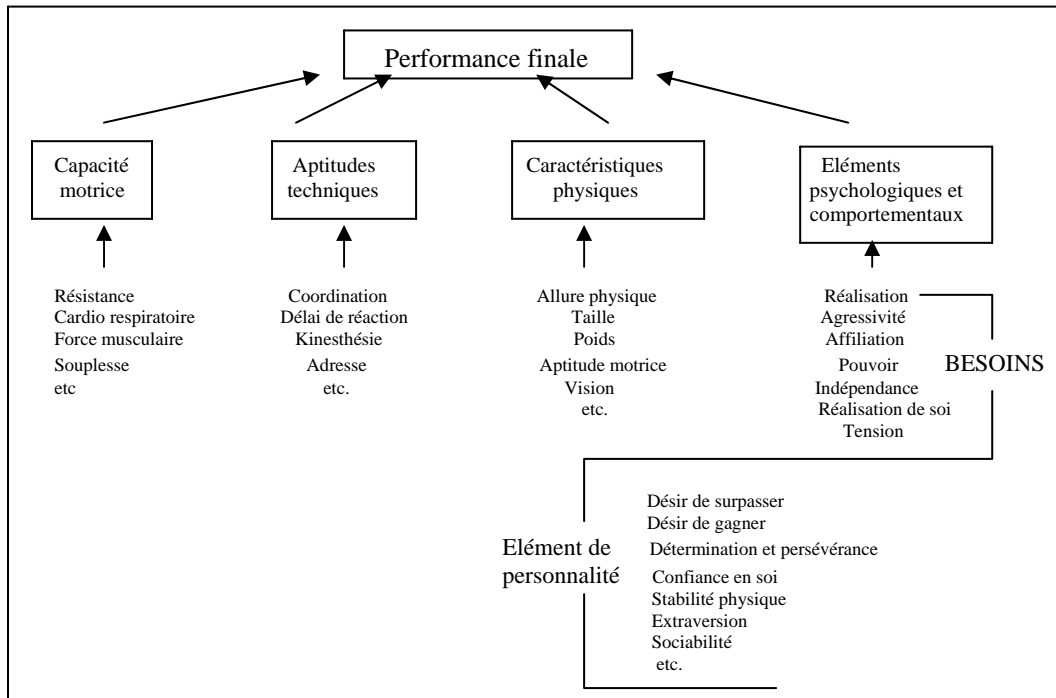 Performance finale
Capacité
motrice
Aptitudes
techniques
Caractéristiques
physiques
Eléments
psychologiques et
comportementaux
Résistance
Cardio respiratoire
Force musculaire
Souplesse
etc
Coordination
Délai de réaction
Kinesthésie
Adresse
etc.
Allure physique
Taille
Poids
Aptitude motrice
Vision
etc.
Réalisation
Agressivité
Affiliation
Pouvoir
Indépendance
Réalisation de soi
Tension
BESOINS
Elément de
personnalité
Désir de surpasser
Désir de gagner
Détermination et persévérance
Confiance en soi
Stabilité physique
Extraversion
Sociabilité
etc.